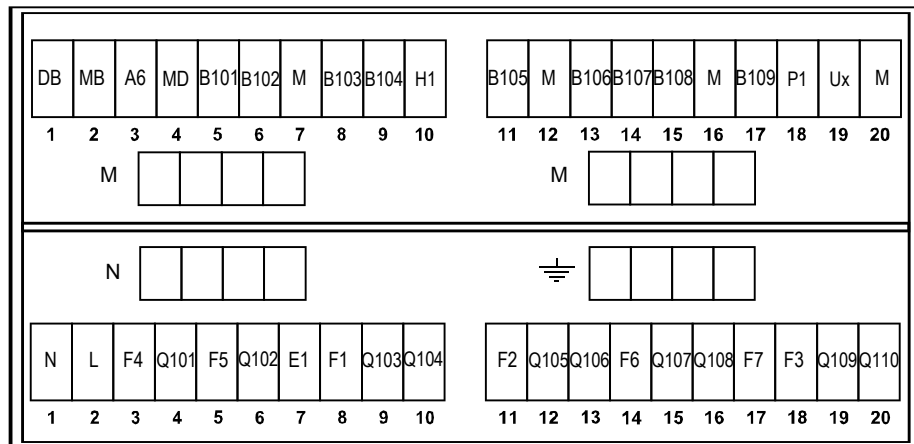 DB MB A6 MD B101 B102 M B103 B104 H1 B105 M B106 B107 B108 M B109 P1 Ux M
1 2 3 4 5 6 7 8 9 10 11 12 13 14 15 16 17 18 19 20
M M
N
N L F4 Q101 F5 Q102 E1 F1 Q103 Q104 F2 Q105 Q106 F6 Q107 Q108 F7 F3 Q109 Q110
1 2 3 4 5 6 7 8 9 10 11 12 13 14 15 16 17 18 19 20